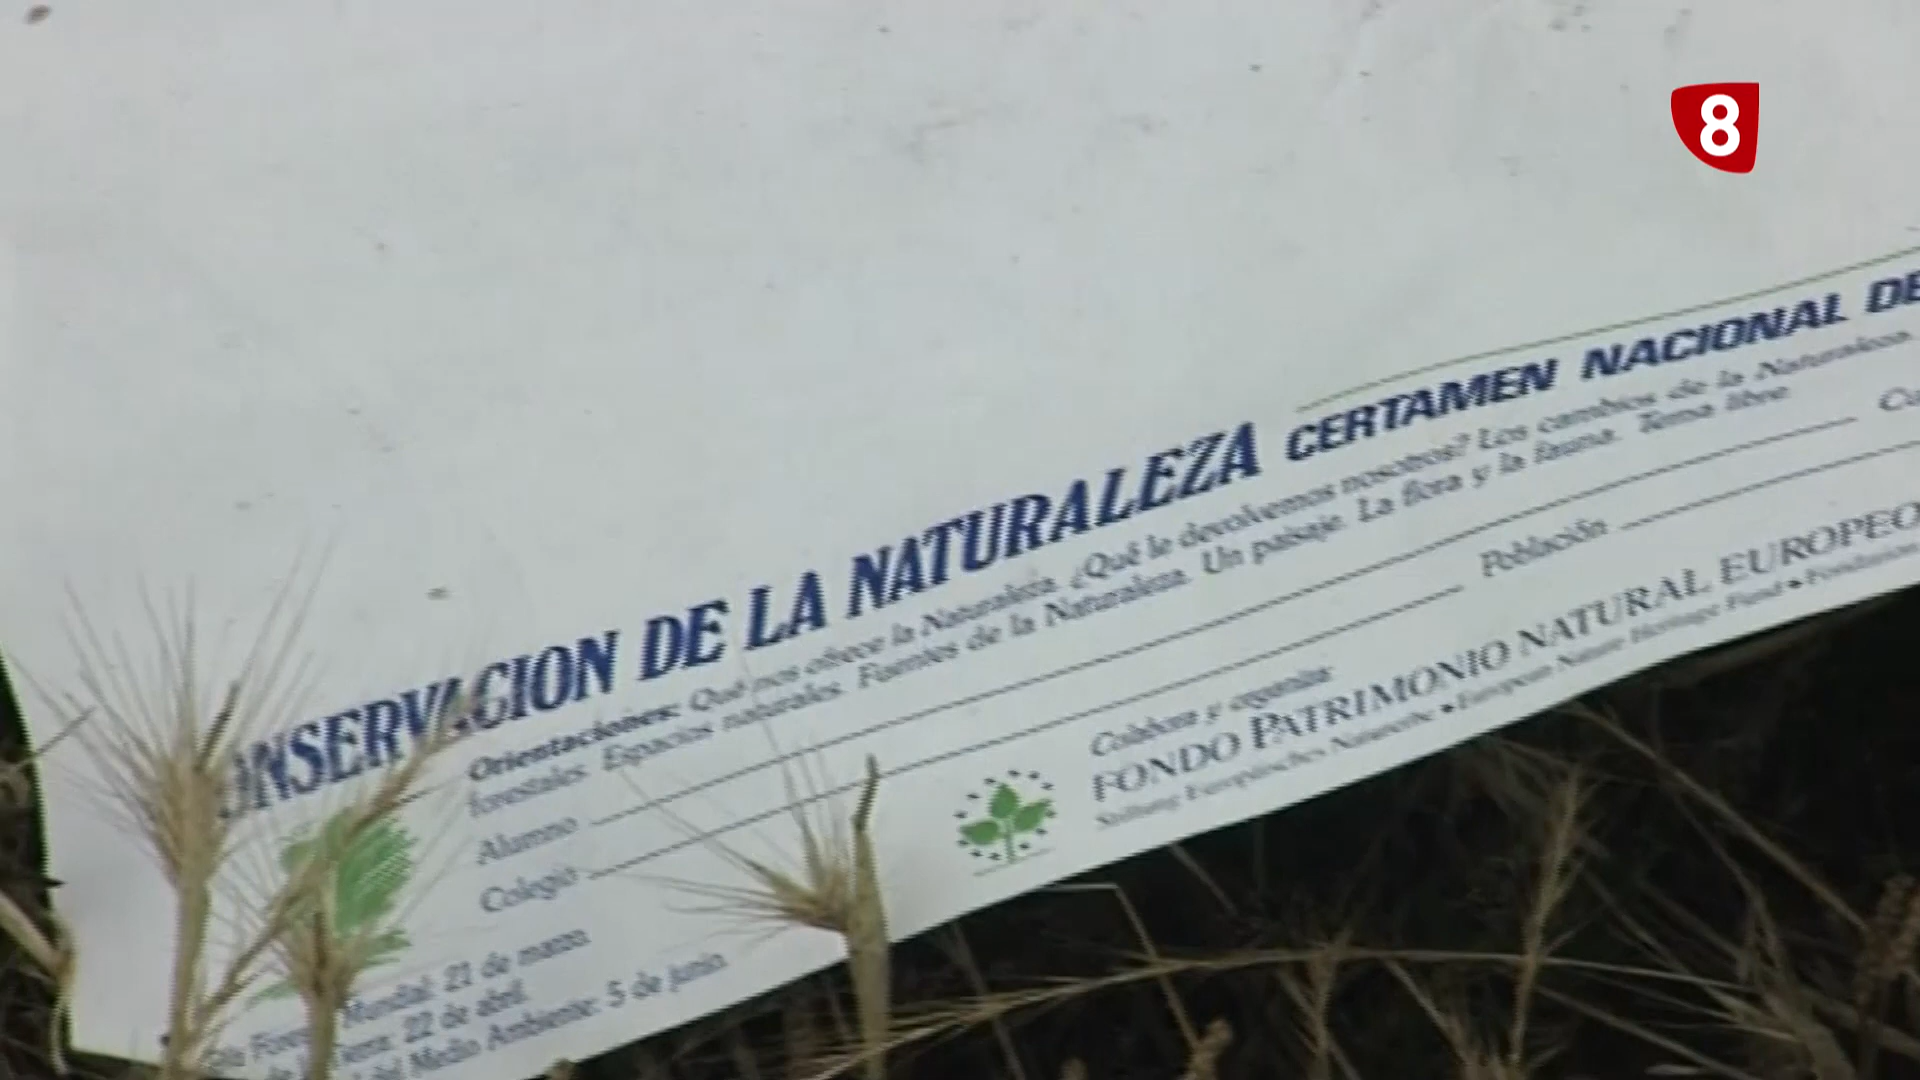 8
ONSERVACION DE LA NATURALEZA CERTAMEN NACIONAL DE
Orientaciones: Qué nos ofrece la Naturaleza. ¿Qué le devolvemos nosotros? Los cambios de la Naturaleza.
forestales. Espacios naturales. Fuentes de la Naturaleza. Un paisaje. La flora y la fauna. Tema libre.
Alumno
Colegio Población
Colabora y organiza:
FONDO PATRIMONIO NATURAL EUROPEO
Stiftung Europäisches Naturerbe • European Nature Heritage Fund •
Mundial: 21 de marzo.
Tierra: 22 de abril.
del Medio Ambiente: 5 de junio.